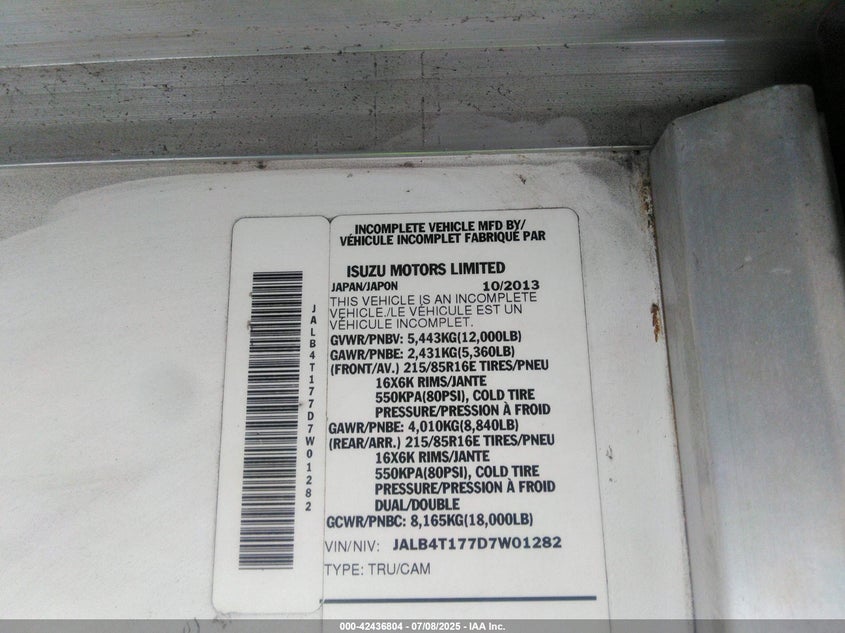 INCOMPLETE VEHICLE MFD BY/
VÉHICULE INCOMPLET FABRIQUÉ PAR
ISUZU MOTORS LIMITED
JAPAN/JAPON 10/2013
THIS VEHICLE IS AN INCOMPLETE
VEHICLE./LE VÉHICULE EST UN
VÉHICULE INCOMPLET.
GVWR/PNBV: 5,443KG(12,000LB)
GAWR/PNBE: 2,431KG(5,360LB)
(FRONT/AV.) 215/85R16E TIRES/PNEU
16X6K RIMS/JANTE
550KPA(80PSI), COLD TIRE
PRESSURE/PRESSION À FROID
GAWR/PNBE: 4,010KG(8,840LB)
(REAR/ARR.) 215/85R16E TIRES/PNEU
16X6K RIMS/JANTE
550KPA(80PSI), COLD TIRE
PRESSURE/PRESSION À FROID
DUAL/DOUBLE
GCWR/PNBC: 8,165KG(18,000LB)
VIN/NIV: JALB4T177D7W01282
TYPE: TRU/CAM
JALB4T177D7W01282
000-42436804 - 07/08/2025 - IAA Inc.